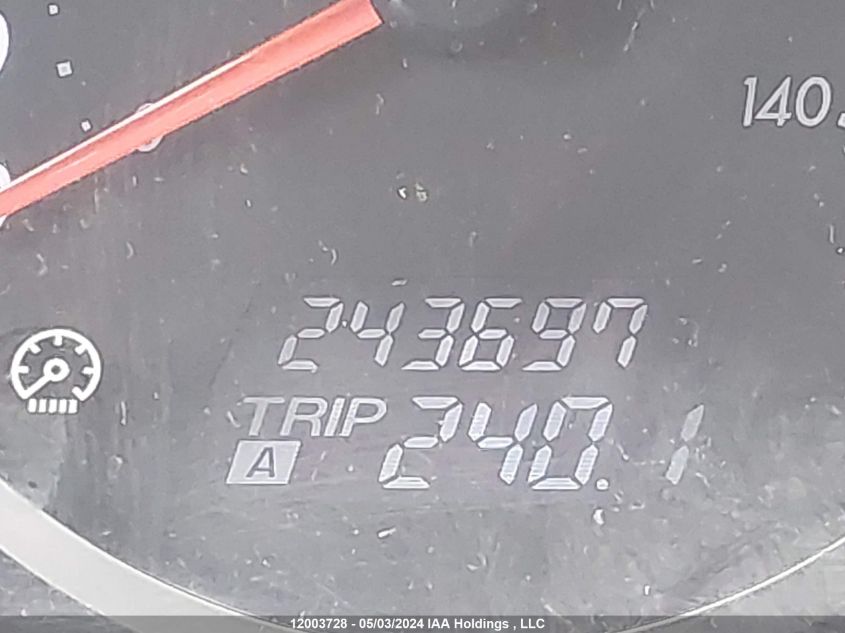 140
243697
TRIP
A 240.1
12003728 - 05/03/2024 IAA Holdings , LLC